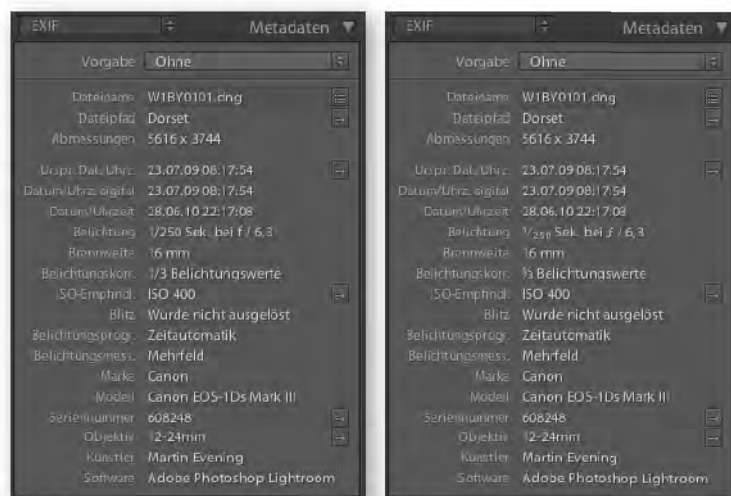 EXIF Metadaten
Vorgabe Ohne
Dateiname W1BY0101.dng
Dateipfad Dorset
Abmessungen 5616 x 3744
Urspr. Dat./Uhrz. 23.07.09 08:17:54
Datum/Uhrz. digital 23.07.09 08:17:54
Datum/Uhrzeit 28.06.10 22:17:08
Belichtung 1/250 Sek. bei f / 6,3
Brennweite 16 mm
Belichtungskorr. 1/3 Belichtungswerte
ISO-Empfindl. ISO 400
Blitz Wurde nicht ausgelöst
Belichtungsprogr. Zeitautomatik
Belichtungsmess. Mehrfeld
Marke Canon
Modell Canon EOS-1Ds Mark III
Seriennummer 608248
Objektiv 12-24mm
Künstler Martin Evening
Software Adobe Photoshop Lightroom
EXIF Metadaten
Vorgabe Ohne
Dateiname W1BY0101.dng
Dateipfad Dorset
Abmessungen 5616 x 3744
Urspr. Dat./Uhrz. 23.07.09 08:17:54
Datum/Uhrz. digital 23.07.09 08:17:54
Datum/Uhrzeit 28.06.10 22:17:08
Belichtung 1/250 Sek. bei ƒ / 6,3
Brennweite 16 mm
Belichtungskorr. ⅓ Belichtungswerte
ISO-Empfindl. ISO 400
Blitz Wurde nicht ausgelöst
Belichtungsprogr. Zeitautomatik
Belichtungsmess. Mehrfeld
Marke Canon
Modell Canon EOS-1Ds Mark III
Seriennummer 608248
Objektiv 12-24mm
Künstler Martin Evening
Software Adobe Photoshop Lightroom